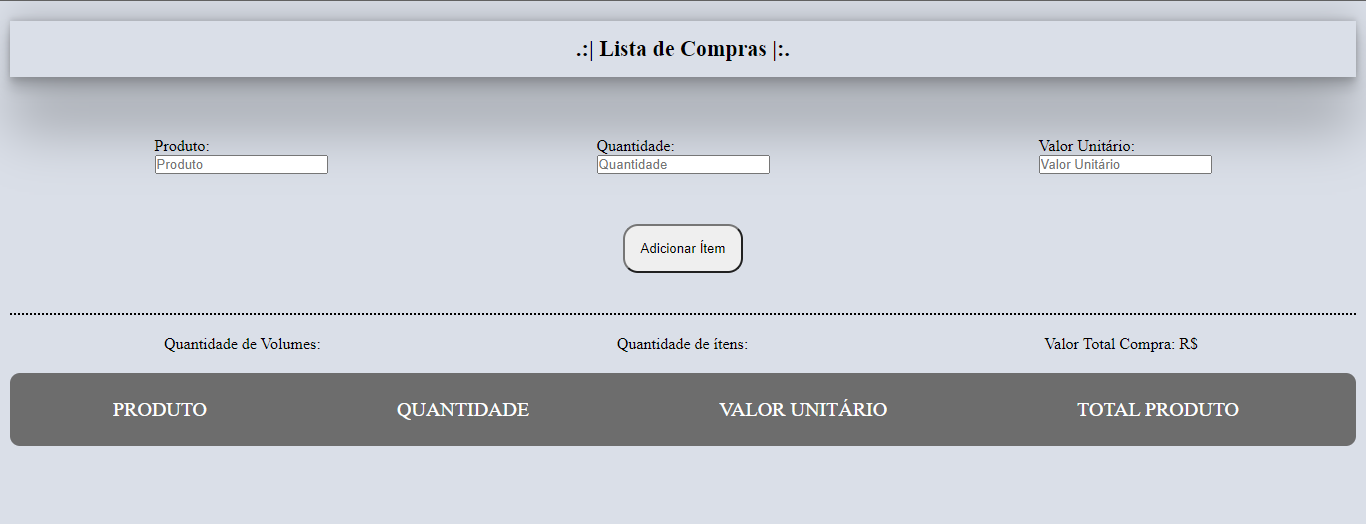 .:| Lista de Compras |:.
Produto: Quantidade: Valor Unitário:
Produto Quantidade Valor Unitário
Adicionar Ítem
Quantidade de Volumes: Quantidade de ítens: Valor Total Compra: R$
PRODUTO QUANTIDADE VALOR UNITÁRIO TOTAL PRODUTO